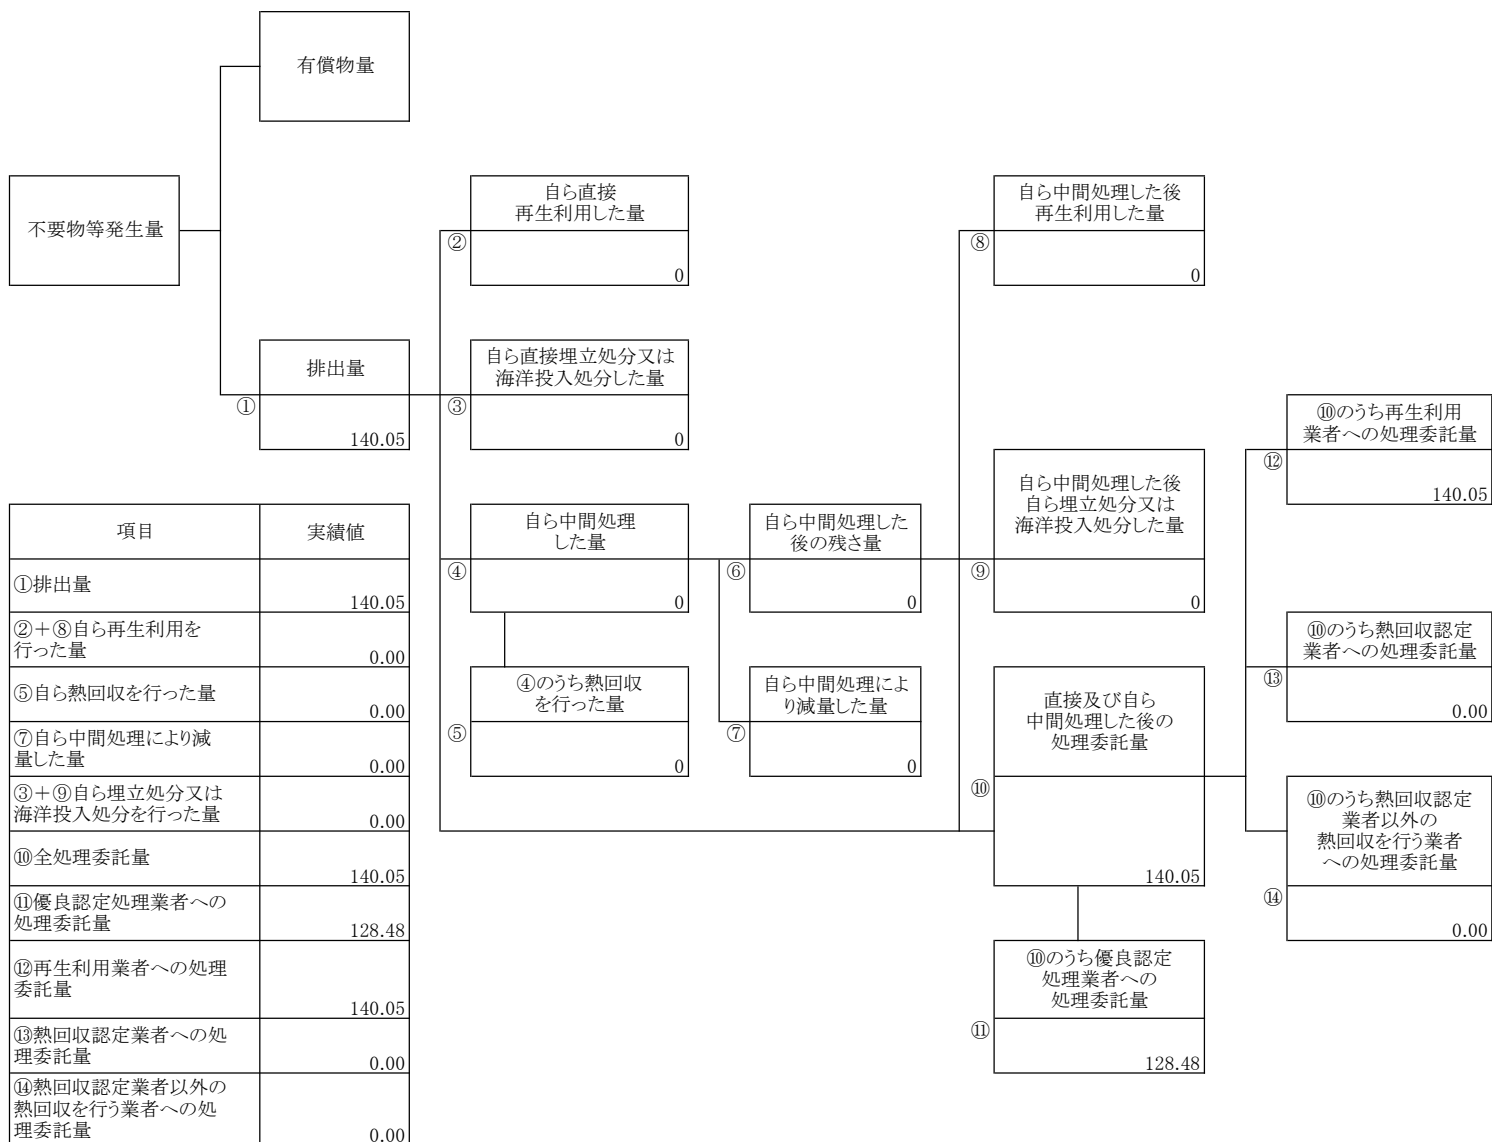 有償物量
不要物等発生量
自ら直接
再生利用した量
②
0
自ら中間処理した後
再生利用した量
⑧
0
排出量
①
140.05
自ら直接埋立処分又は
海洋投入処分した量
③
0
⑩のうち再生利用
業者への処理委託量
⑫
140.05
自ら中間処理
した量
④
0
自ら中間処理した
後の残さ量
⑥
0
自ら中間処理した後
自ら埋立処分又は
海洋投入処分した量
⑨
0
⑩のうち熱回収認定
業者への処理委託量
⑬
0.00
④のうち熱回収
を行った量
⑤
0
自ら中間処理によ
り減量した量
⑦
0
直接及び自ら
中間処理した後の
処理委託量
⑩
140.05
⑩のうち熱回収認定
業者以外の
熱回収を行う業者
への処理委託量
⑭
0.00
⑩のうち優良認定
処理業者への
処理委託量
⑪
128.48
項目
実績値
①排出量
140.05
②+⑧自ら再生利用を
行った量
0.00
⑤自ら熱回収を行った量
0.00
⑦自ら中間処理により減
量した量
0.00
③+⑨自ら埋立処分又は
海洋投入処分を行った量
0.00
⑩全処理委託量
140.05
⑪優良認定処理業者への
処理委託量
128.48
⑫再生利用業者への処理
委託量
140.05
⑬熱回収認定業者への処
理委託量
0.00
⑭熱回収認定業者以外の
熱回収を行う業者への処
理委託量
0.00